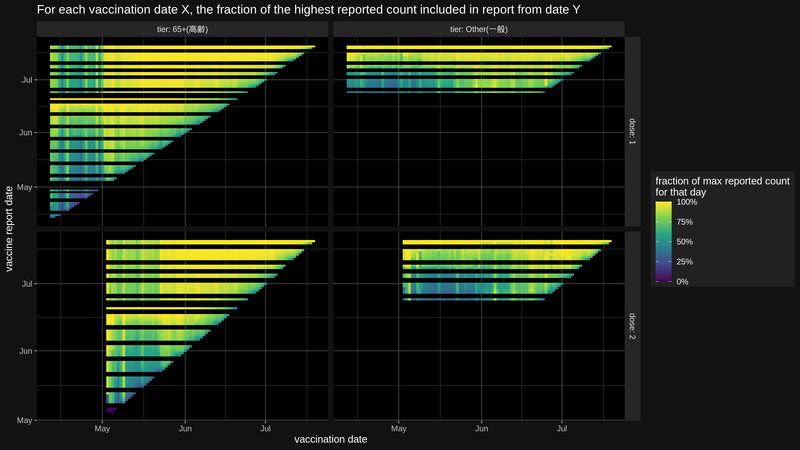 For each vaccination date X, the fraction of the highest reported count included in report from date Y
tier: 65+(高齢)
tier: Other(一般)
Jul
Jun
May
dose: 1
vaccine report date
Jul
Jun
May
dose: 2
May
Jun
Jul
May
Jun
Jul
vaccination date
fraction of max reported count
for that day
100%
75%
50%
25%
0%